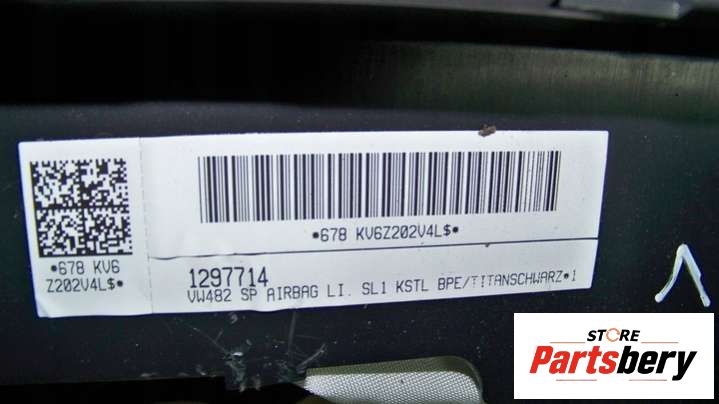 *678 KV6
Z202V4L$*
*678 KV6Z202V4L$*
1297714
VW482 SP AIRBAG LI. SL1 KSTL BPE/TITANSCHWARZ*1
STORE
Partsbery